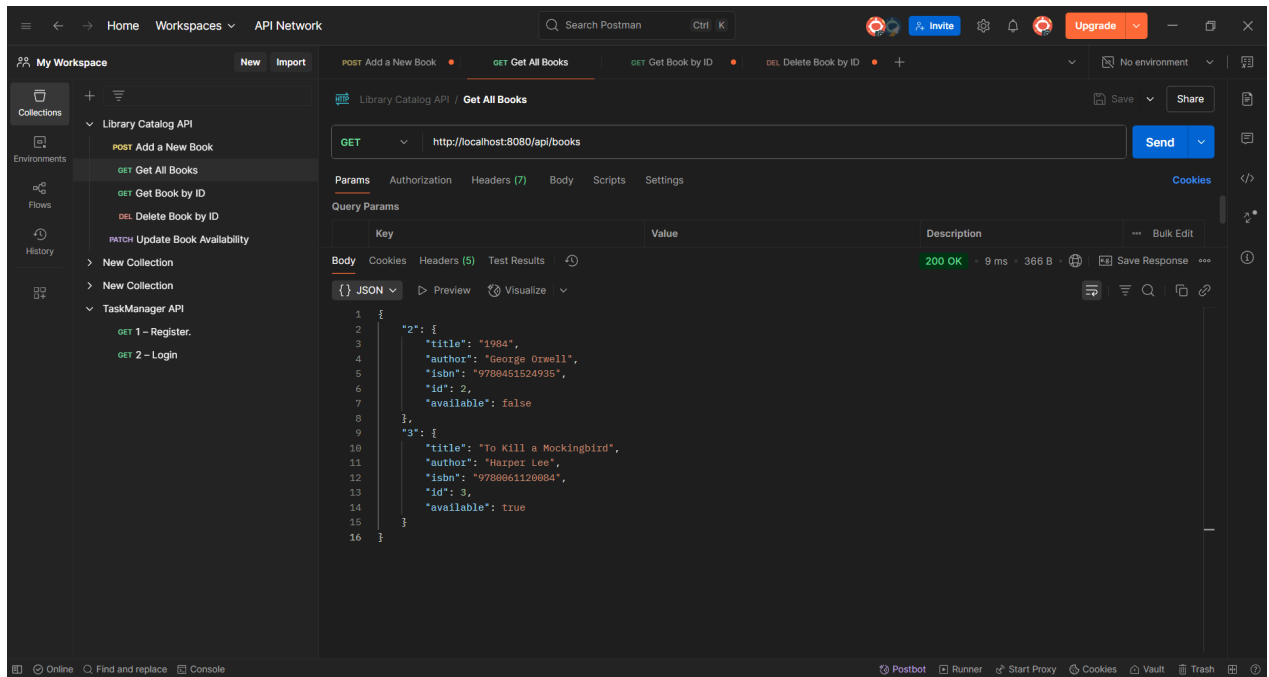 Home Workspaces API Network Search Postman Ctrl K Invite Upgrade
My Workspace New Import POST Add a New Book GET Get All Books GET Get Book by ID DEL Delete Book by ID No environment
Collections
Environments
Flows
History
Library Catalog API
POST Add a New Book
GET Get All Books
GET Get Book by ID
DEL Delete Book by ID
PATCH Update Book Availability
New Collection
New Collection
TaskManager API
GET 1 – Register.
GET 2 – Login
HTTP Library Catalog API / Get All Books Save Share
GET http://localhost:8080/api/books Send
Params Authorization Headers (7) Body Scripts Settings Cookies
Query Params
Key Value Description Bulk Edit
Body Cookies Headers (5) Test Results 200 OK 9 ms 366 B e.g. Save Response
{} JSON Preview Visualize
1 {
2 "2": {
3 "title": "1984",
4 "author": "George Orwell",
5 "isbn": "9780451524935",
6 "id": 2,
7 "available": false
8 },
9 "3": {
10 "title": "To Kill a Mockingbird",
11 "author": "Harper Lee",
12 "isbn": "9780061120084",
13 "id": 3,
14 "available": true
15 }
16 }
Online Find and replace Console Postbot Runner Start Proxy Cookies Vault Trash